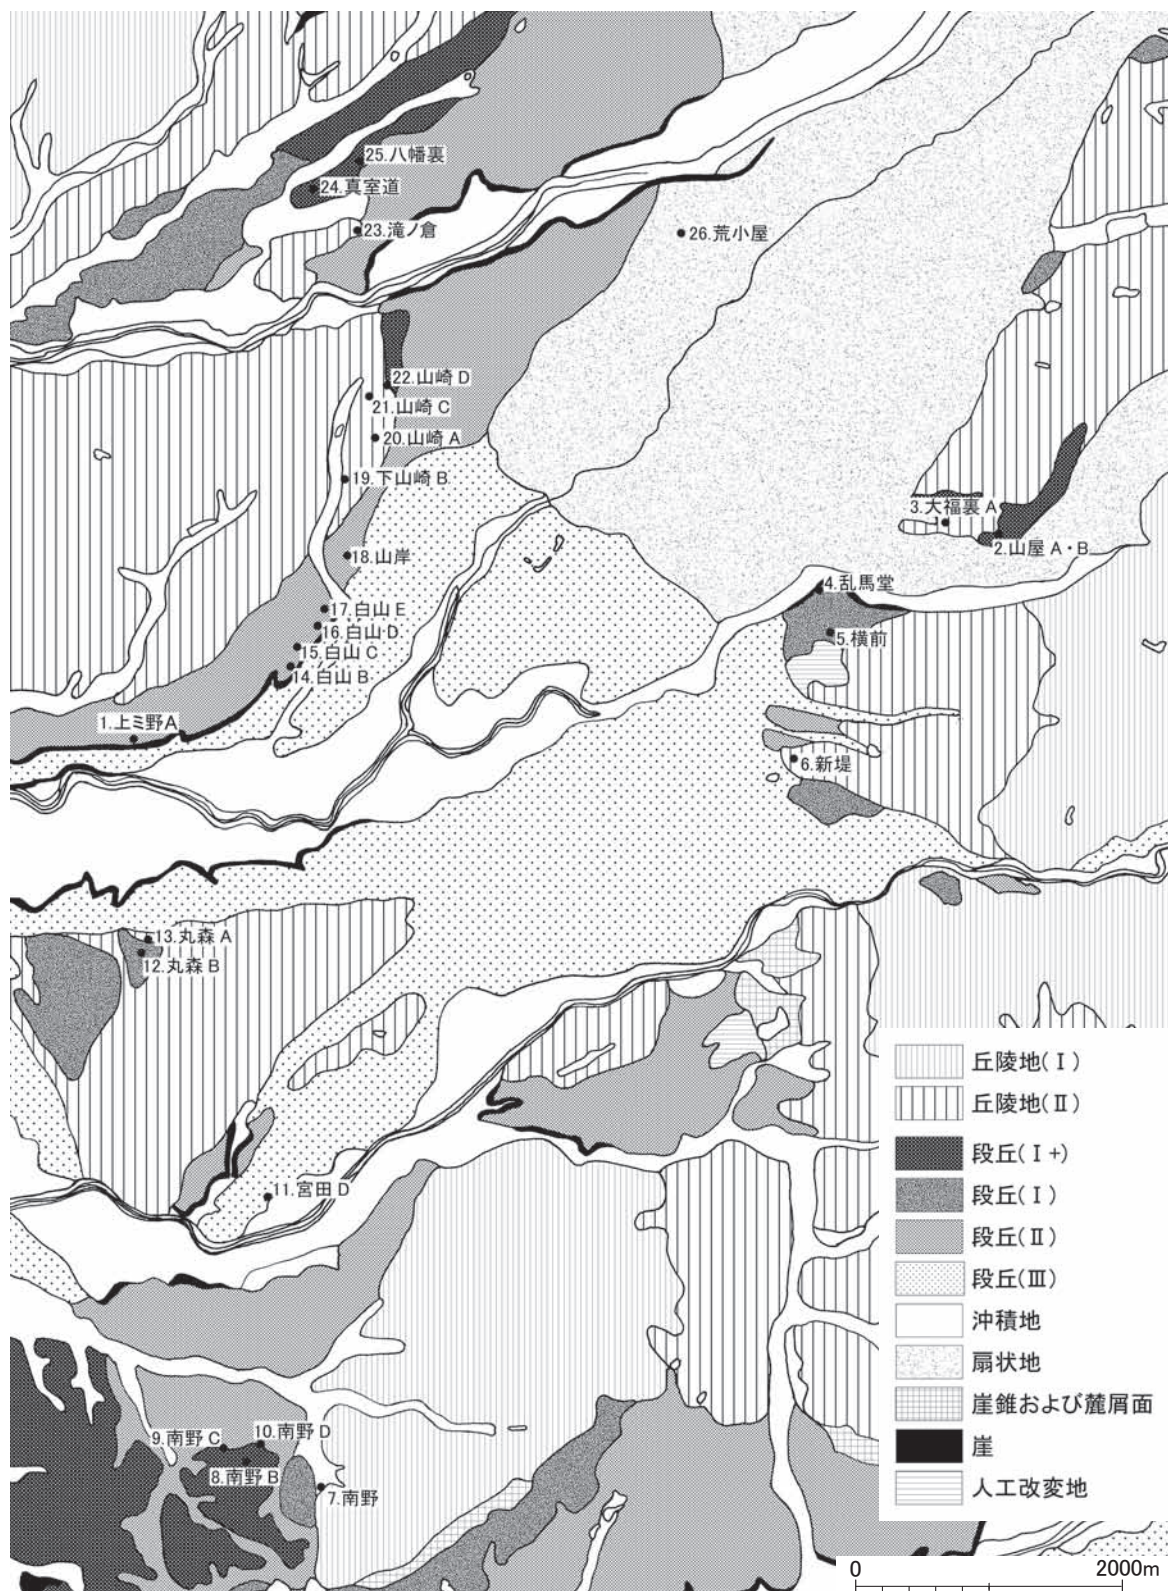 25.八幡裏
24.真室道
23.滝ノ倉
26.荒小屋
22.山崎 D
21.山崎 C
20.山崎 A
19.下山崎 B
3.大福裏 A
2.山屋 A・B
18.山岸
4.乱馬堂
17.白山 E
16.白山 D
5.横前
15.白山 C
14.白山 B
1.上ミ野A
6.新堤
13.丸森 A
12.丸森 B
11.宮田 D
10.南野 D
9.南野 C
8.南野 B
7.南野
丘陵地(Ⅰ)
丘陵地(Ⅱ)
段丘(Ⅰ+)
段丘(Ⅰ)
段丘(Ⅱ)
段丘(Ⅲ)
沖積地
扇状地
崖錐および麓屑面
崖
人工改変地
0 2000m